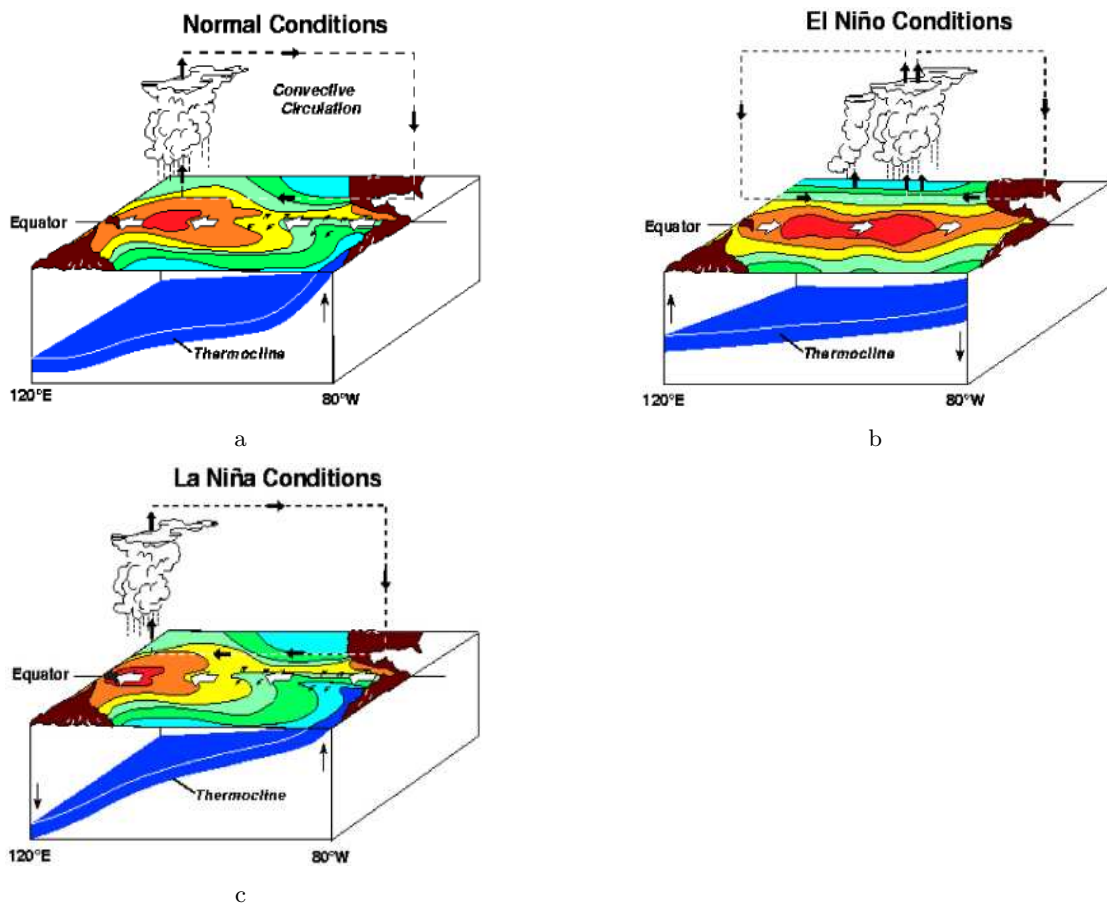 Normal Conditions
Convective
Circulation
Equator
Thermocline
120°E
80°W
a
El Niño Conditions
Equator
Thermocline
120°E
80°W
b
La Niña Conditions
Equator
Thermocline
120°E
80°W
c